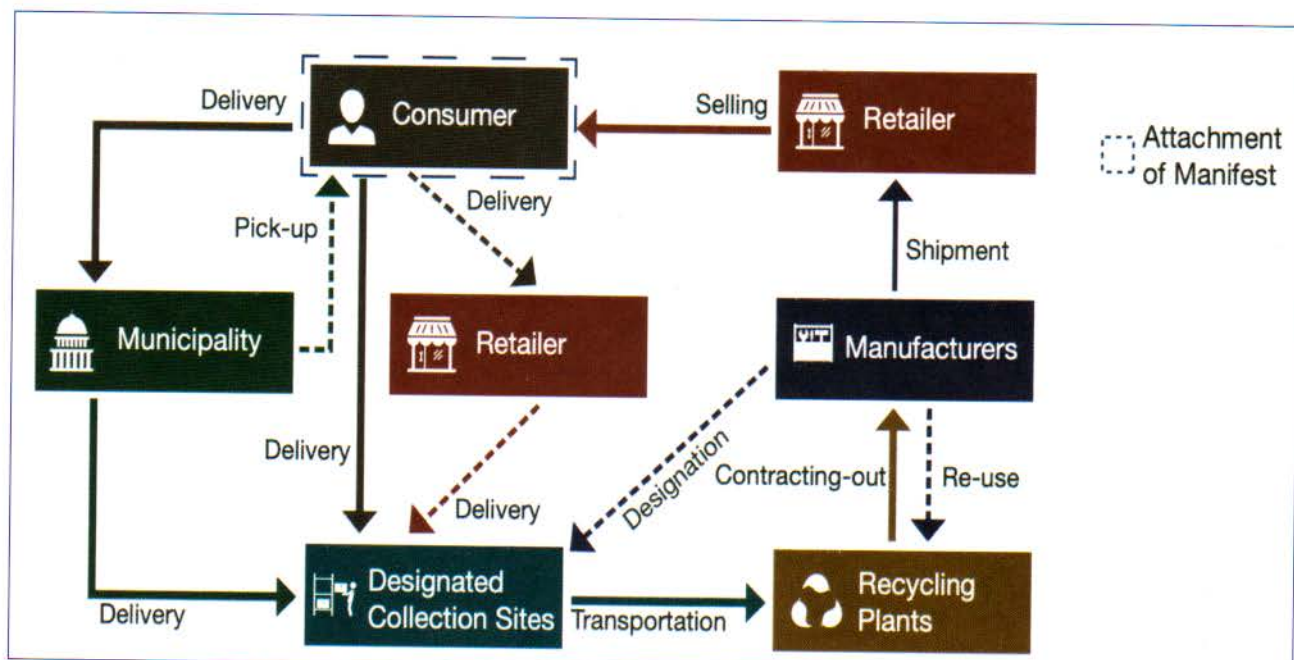 Delivery
Consumer
Selling
Retailer
Attachment
of Manifest
Delivery
Pick-up
Shipment
Municipality
Retailer
Manufacturers
Delivery
Designation
Contracting-out
Re-use
Delivery
Designated
Collection Sites
Recycling
Plants
Delivery
Transportation